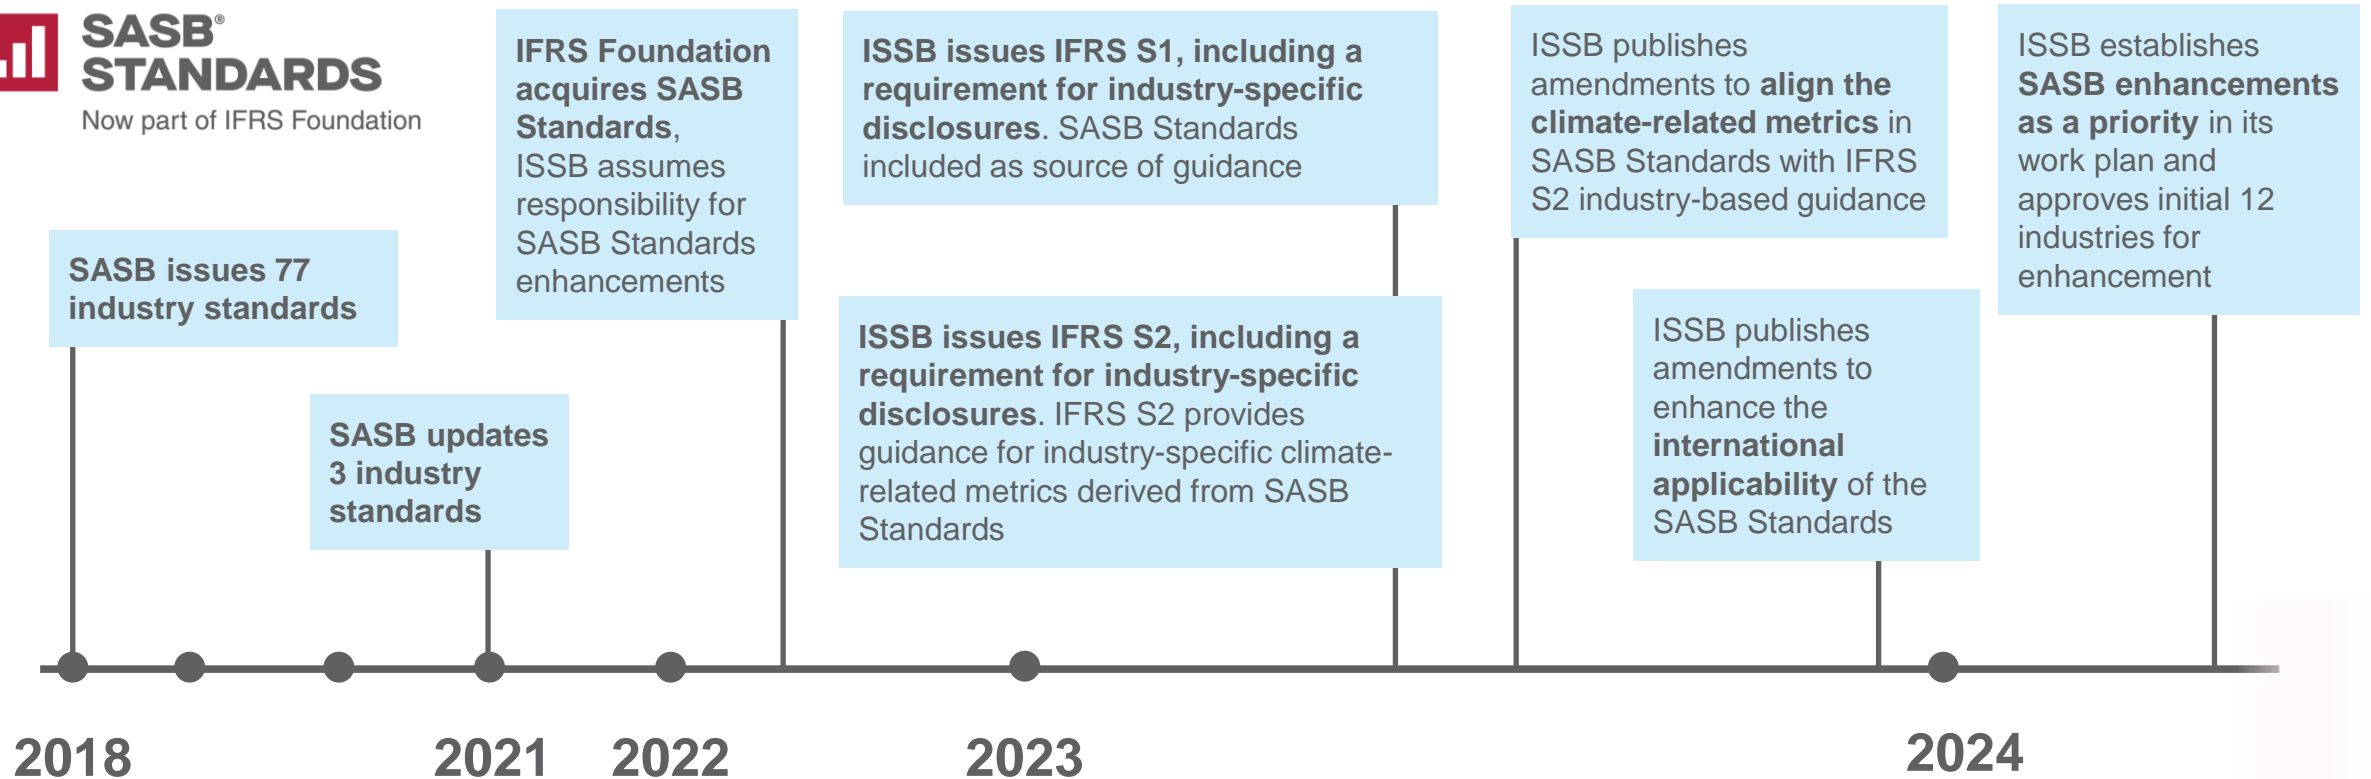 SASB®
STANDARDS
Now part of IFRS Foundation
SASB issues 77
industry standards
SASB updates
3 industry
standards
IFRS Foundation
acquires SASB
Standards,
ISSB assumes
responsibility for
SASB Standards
enhancements
ISSB issues IFRS S1, including a
requirement for industry-specific
disclosures. SASB Standards
included as source of guidance
ISSB issues IFRS S2, including a
requirement for industry-specific
disclosures. IFRS S2 provides
guidance for industry-specific climate-
related metrics derived from SASB
Standards
ISSB publishes
amendments to align the
climate-related metrics in
SASB Standards with IFRS
S2 industry-based guidance
ISSB publishes
amendments to
enhance the
international
applicability of the
SASB Standards
ISSB establishes
SASB enhancements
as a priority in its
work plan and
approves initial 12
industries for
enhancement
2018
2021
2022
2023
2024